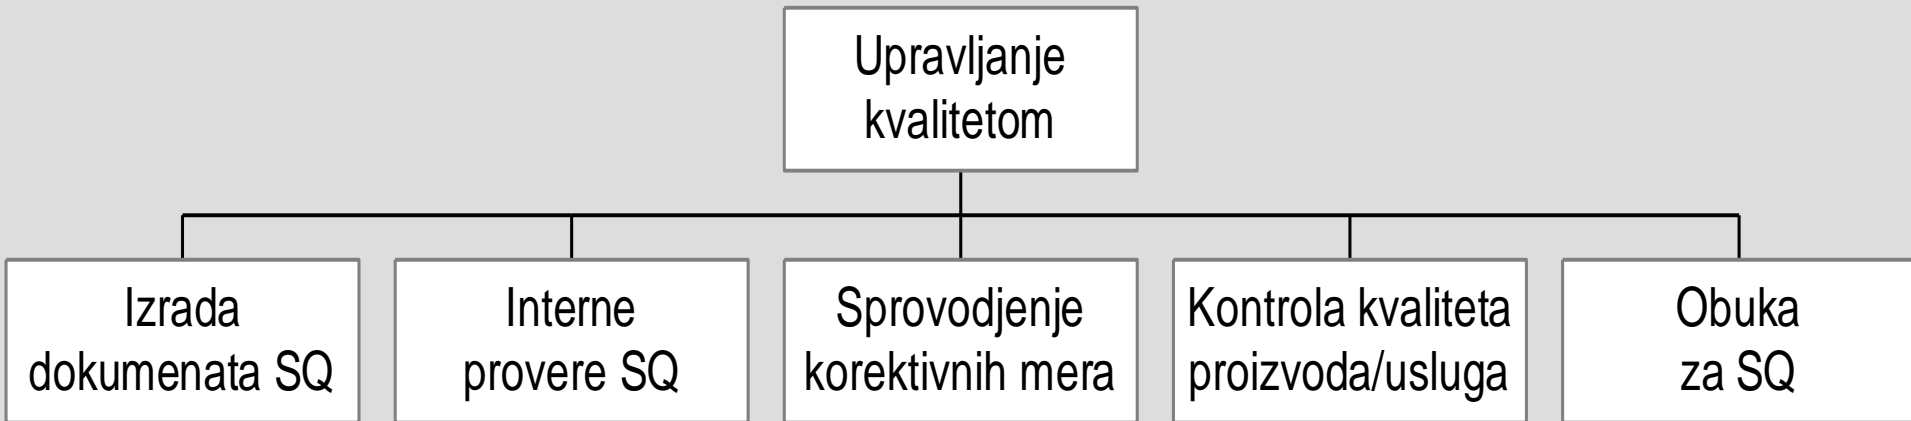 Upravljanje
kvalitetom
Izrada
dokumenata SQ
Interne
provere SQ
Sprovodjenje
korektivnih mera
Kontrola kvaliteta
proizvoda/usluga
Obuka
za SQ